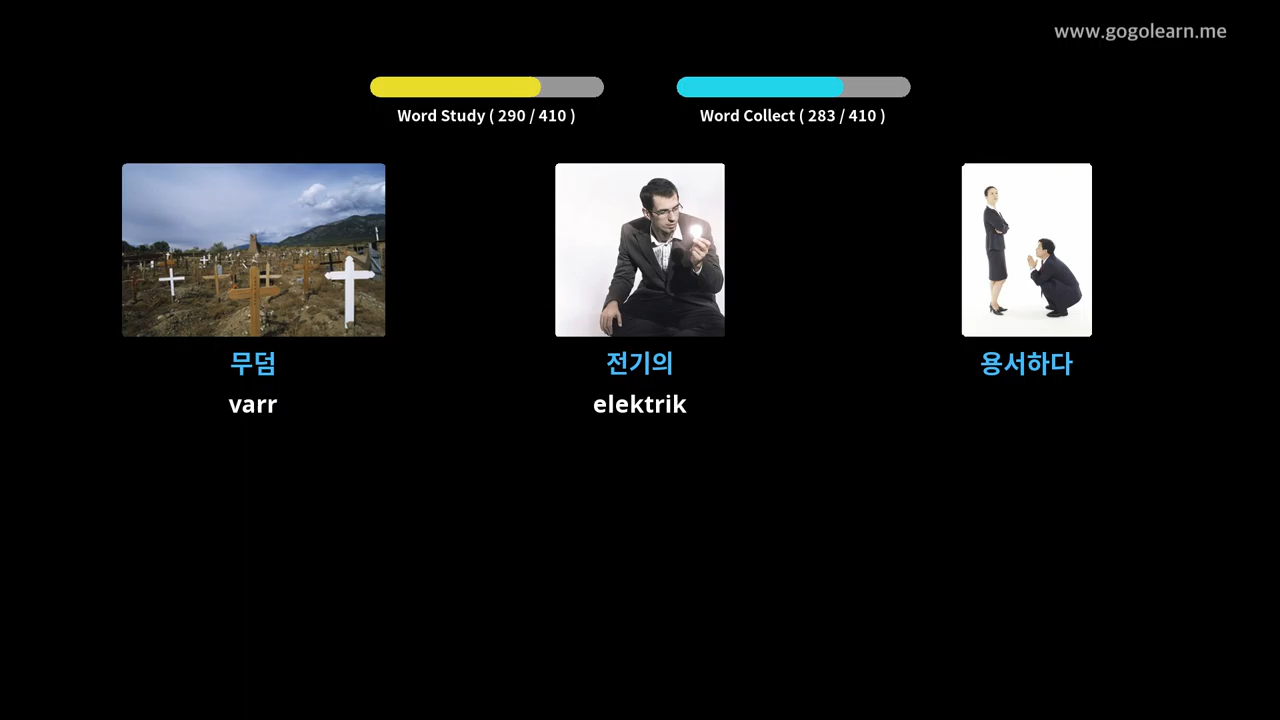 www.gogolearn.me
Word Study ( 290 / 410 )
Word Collect ( 283 / 410 )
무덤
전기의
용서하다
varr
elektrik